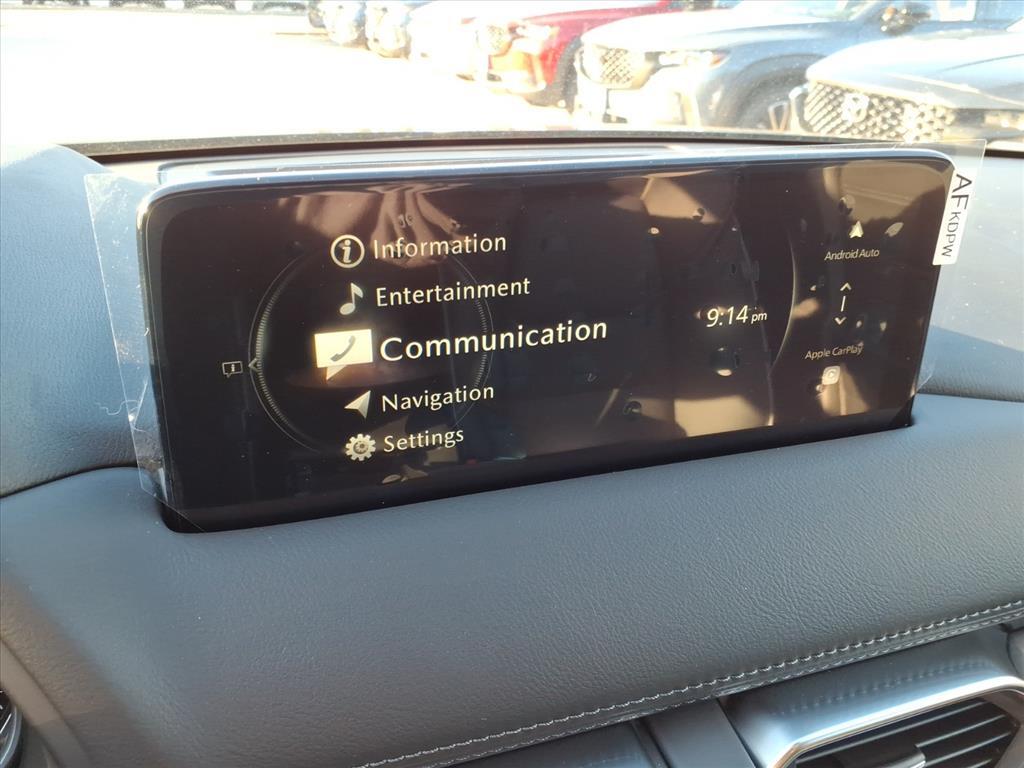 Information
Entertainment
Communication
Navigation
Settings
9:14 pm
Android Auto
Apple CarPlay
AF KDPW